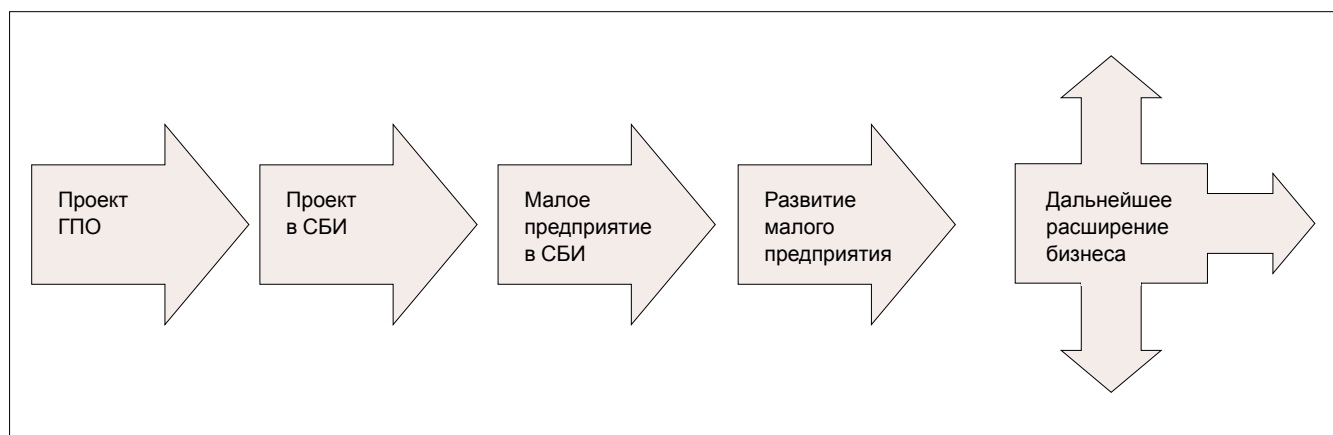 Проект
ГПО
Проект
в СБИ
Малое
предприятие
в СБИ
Развитие
малого
предприятия
Дальнейшее
расширение
бизнеса